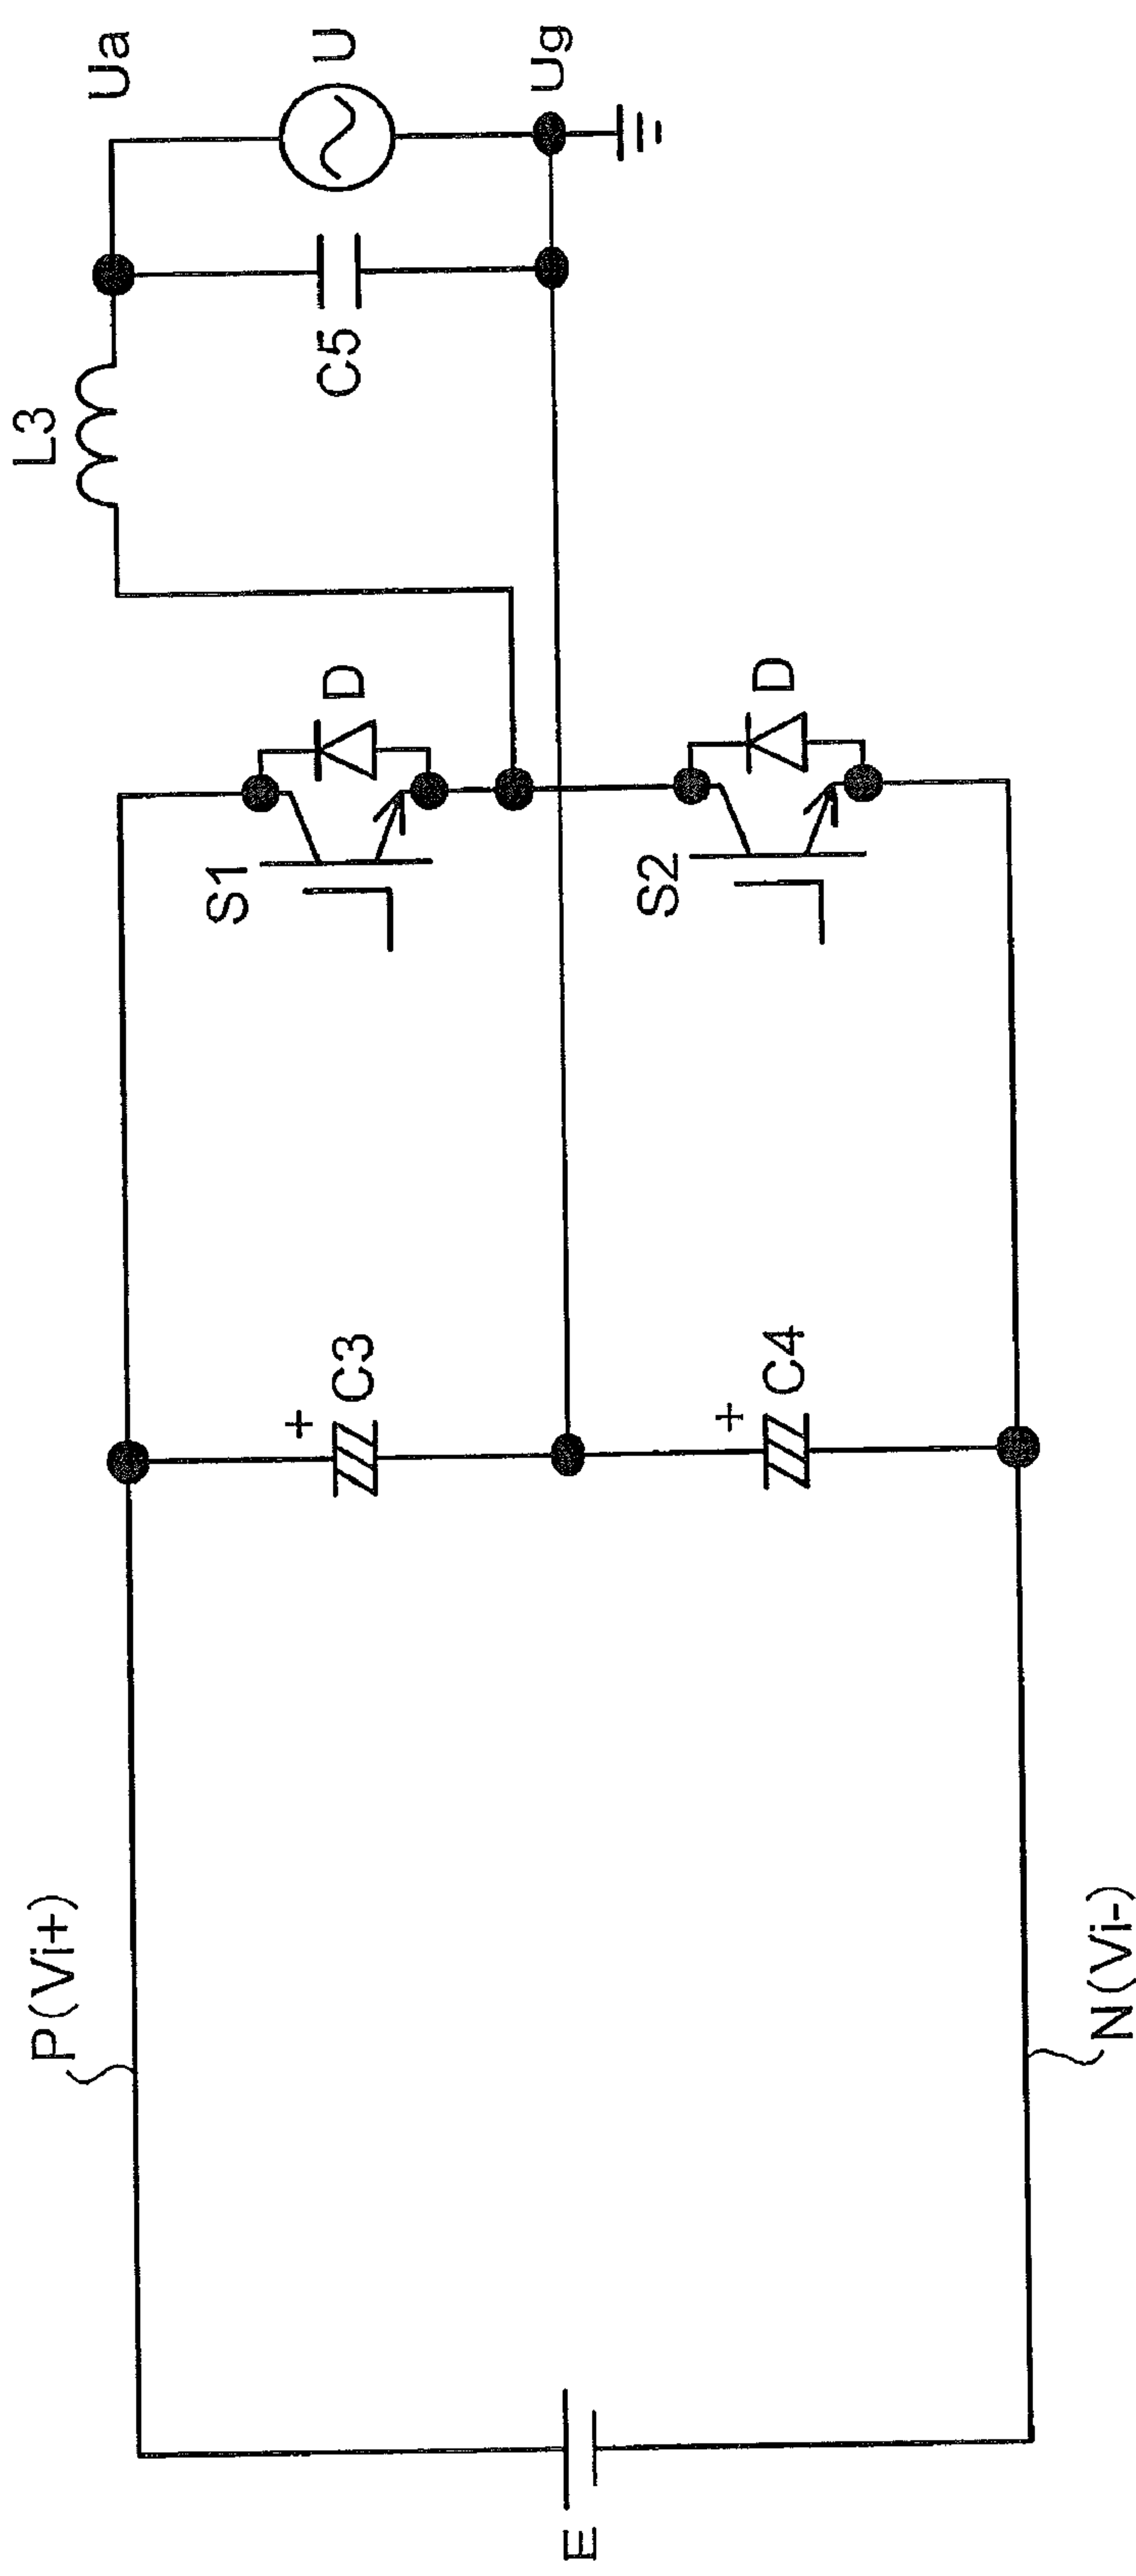 P(Vi+)
L3
Ua
U
Ug
C5
S1
D
C3
+
E
C4
+
S2
D
N(Vi-)